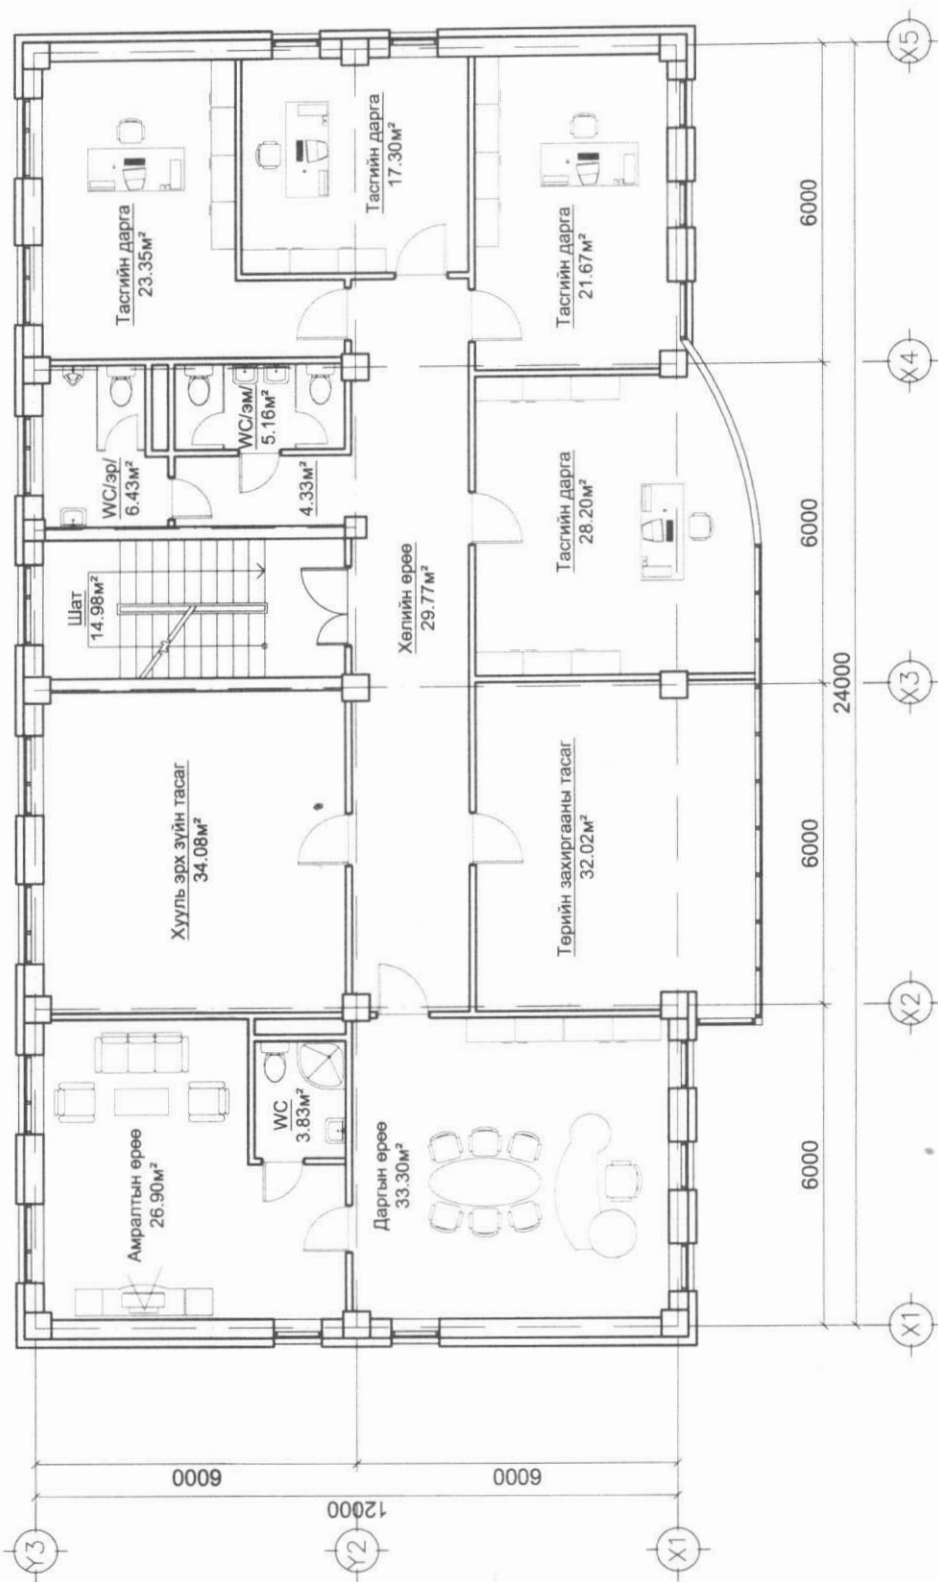 Тасгийн дарга
23.35м²
Тасгийн дарга
17.30м²
Тасгийн дарга
21.67м²
WC/эр/
6.43м²
WC/эм/
5.16м²
4.33м²
Шат
14.98м²
Хөлийн өрөө
29.77м²
Тасгийн дарга
28.20м²
Хууль эрх зүйн тасаг
34.08м²
Төрийн захиргааны тасаг
32.02м²
Амралтын өрөө
26.90м²
WC
3.83м²
Даргын өрөө
33.30м²
6000
6000
6000
6000
24000
X5
X4
X3
X2
X1
6000
6000
12000
Y3
Y2
X1